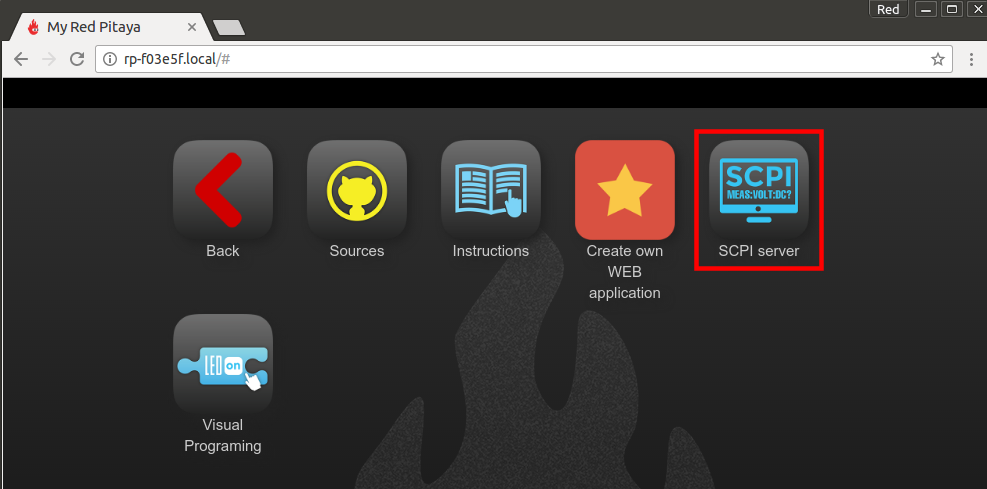 Red
My Red Pitaya
rp-f03e5f.local/#
SCPI
MEAS:VOLT:DC?
Back
Sources
Instructions
Create own
WEB
application
SCPI server
LED on
Visual
Programing